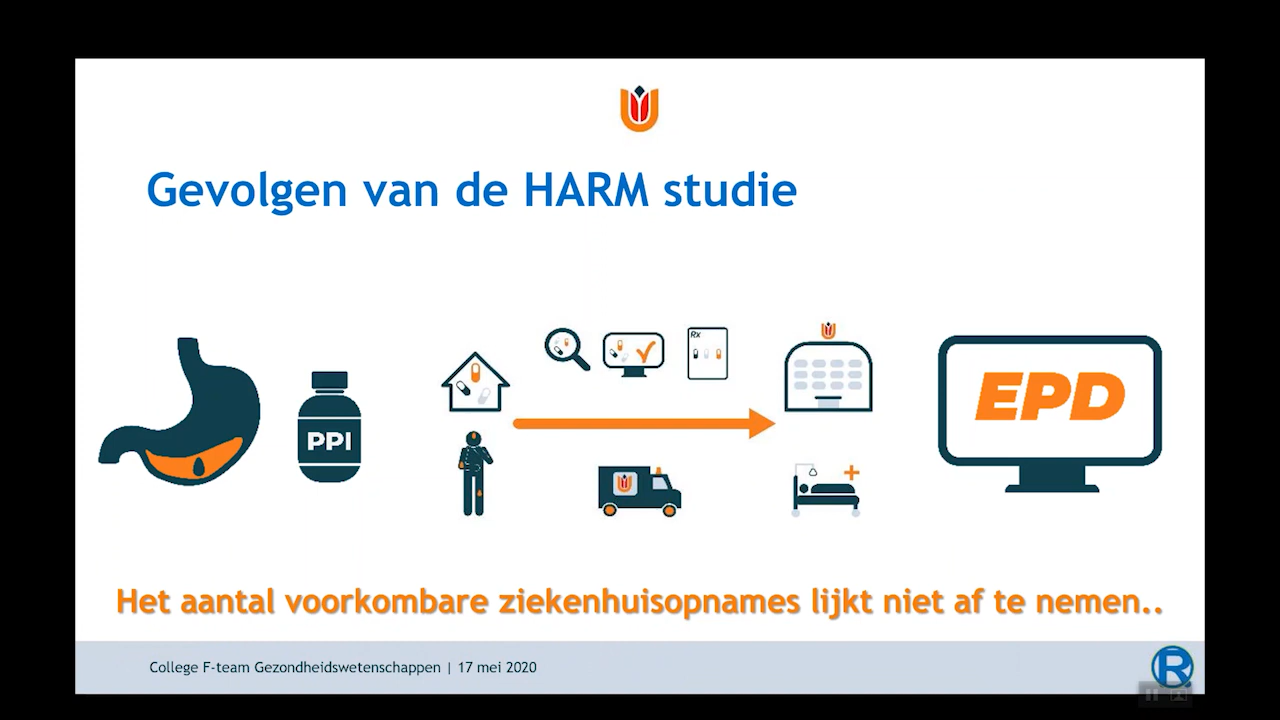 Gevolgen van de HARM studie
Rx
PPI
EPD
Het aantal voorkombare ziekenhuisopnames lijkt niet af te nemen..
College F-team Gezondheidswetenschappen | 17 mei 2020
R